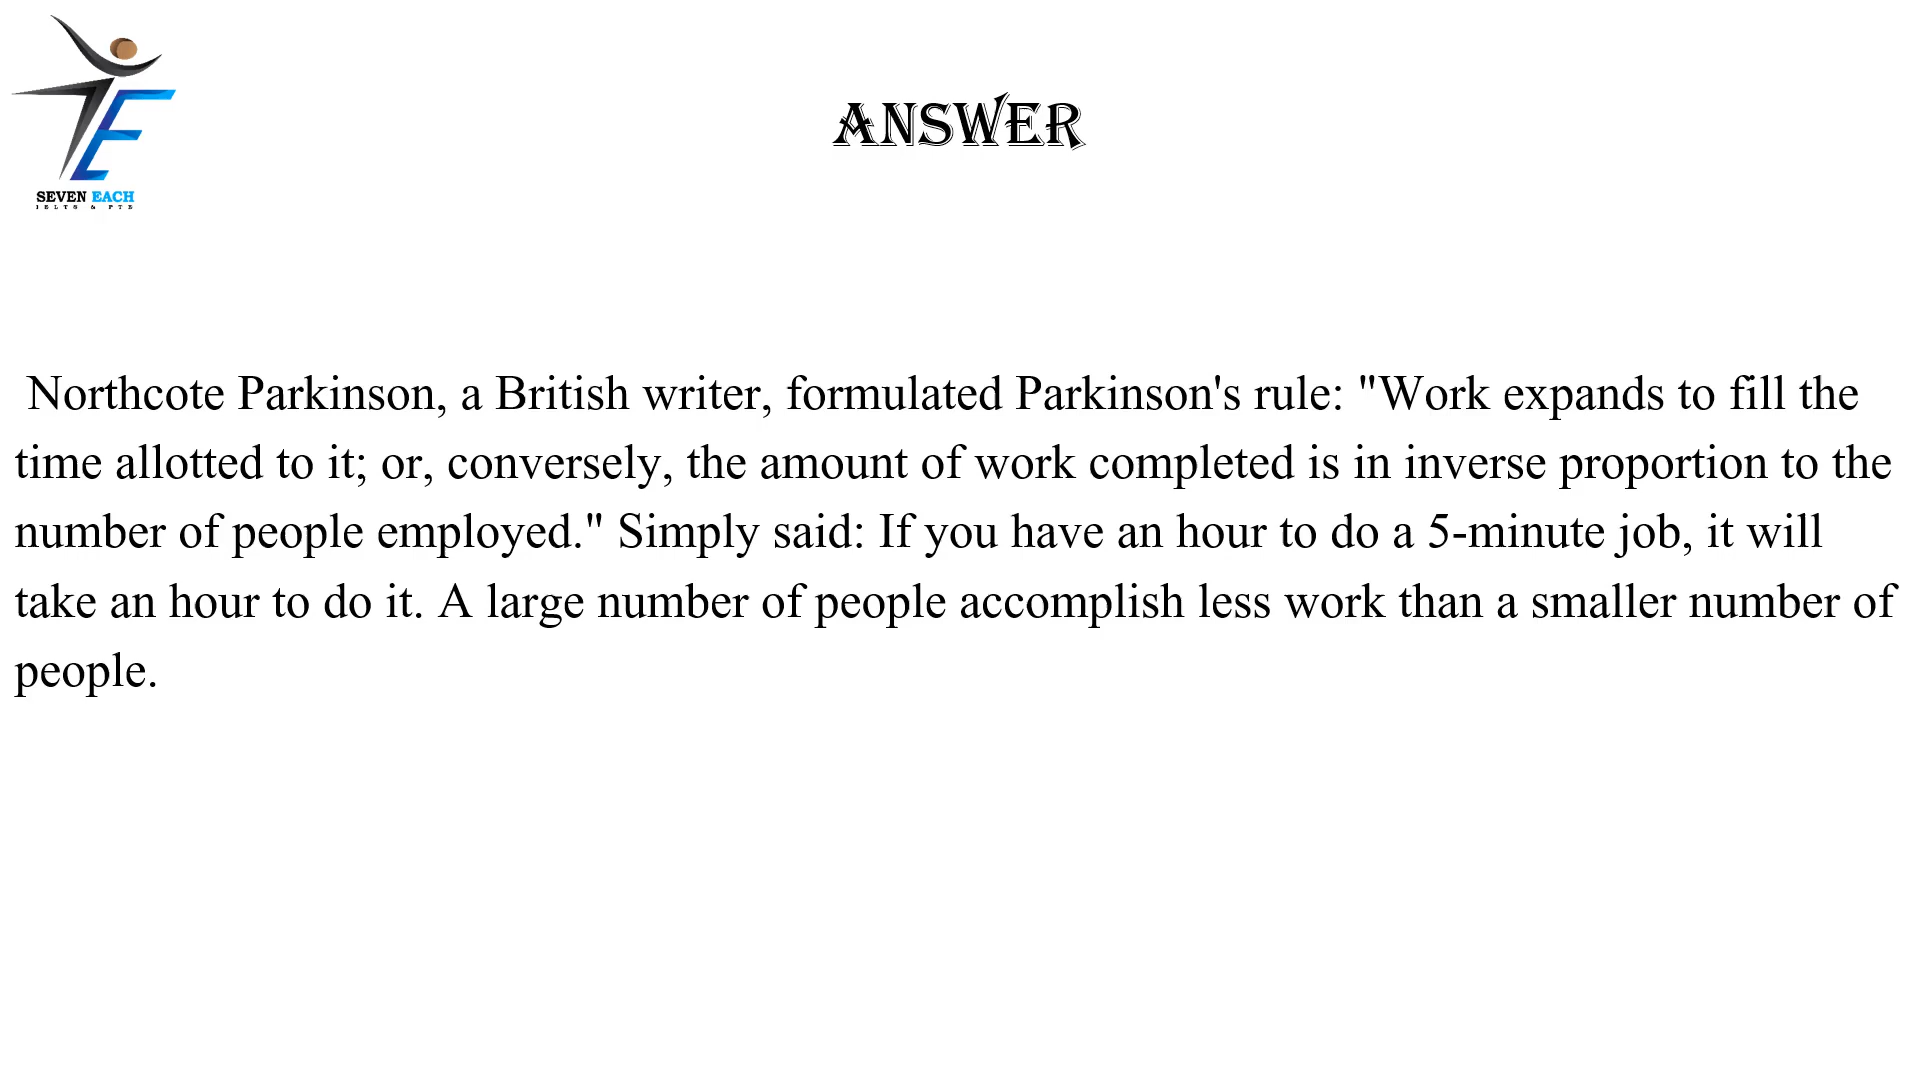 ANSWER
SEVEN EACH
IELTS & PTE
Northcote Parkinson, a British writer, formulated Parkinson's rule: "Work expands to fill the
time allotted to it; or, conversely, the amount of work completed is in inverse proportion to the
number of people employed." Simply said: If you have an hour to do a 5-minute job, it will
take an hour to do it. A large number of people accomplish less work than a smaller number of
people.